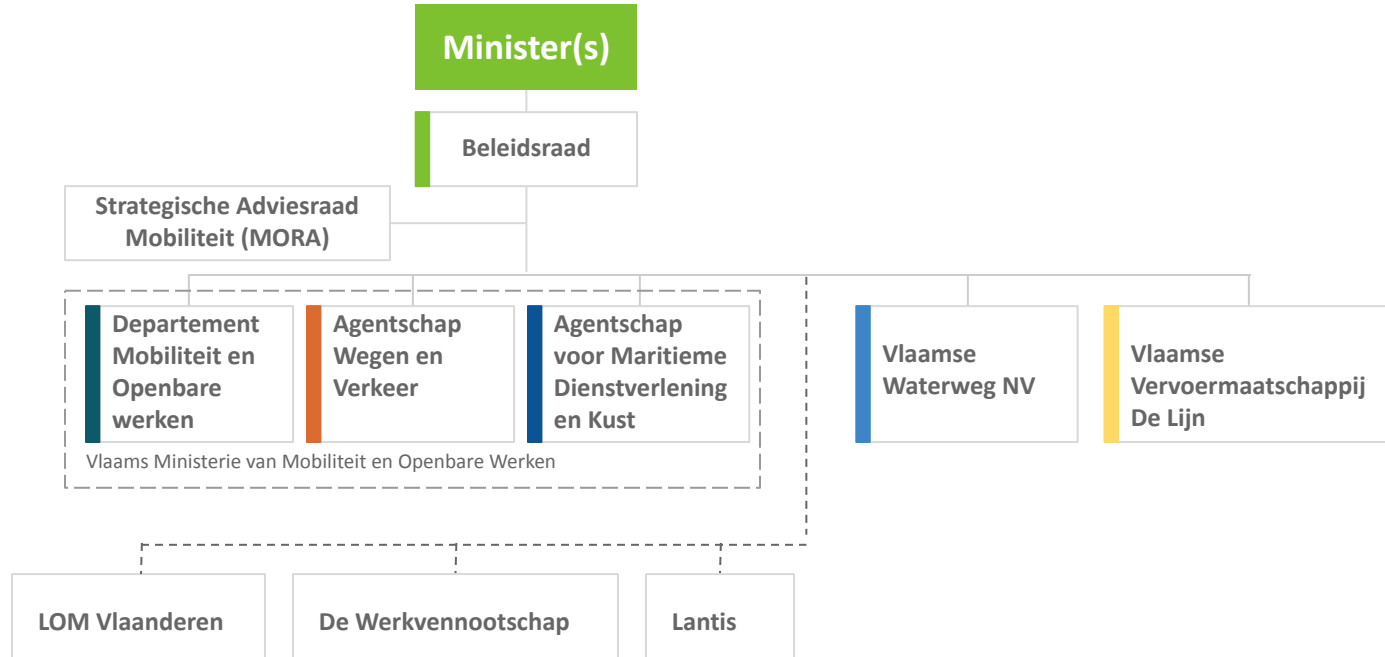 Minister(s)
Beleidsraad
Strategische Adviesraad
Mobiliteit (MORA)
Departement
Mobiliteit en
Openbare
werken
Agentschap
Wegen en
Verkeer
Agentschap
voor Maritieme
Dienstverlening
en Kust
Vlaamse
Waterweg NV
Vlaamse
Vervoermaatschappij
De Lijn
Vlaams Ministerie van Mobiliteit en Openbare Werken
LOM Vlaanderen
De Werkvennootschap
Lantis